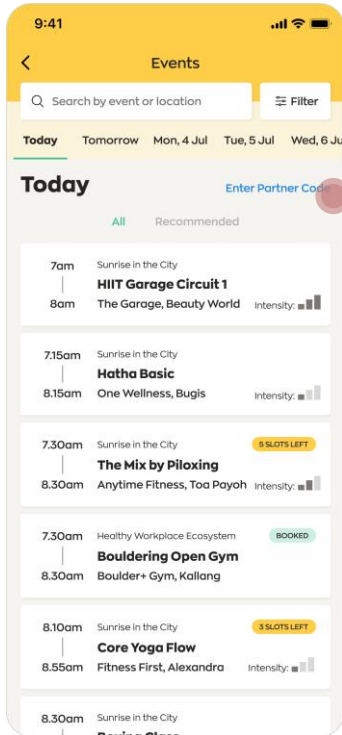 9:41
Events
Search by event or location
Filter
Today Tomorrow Mon, 4 Jul Tue, 5 Jul Wed, 6 Ju
Today
Enter Partner Code
All Recommended
7am Sunrise in the City
HIIT Garage Circuit 1
8am The Garage, Beauty World Intensity:
7.15am Sunrise in the City
Hatha Basic
8.15am One Wellness, Bugis Intensity:
7.30am Sunrise in the City 5 SLOTS LEFT
The Mix by Piloxing
8.30am Anytime Fitness, Toa Payoh Intensity:
7.30am Healthy Workplace Ecosystem BOOKED
Bouldering Open Gym
8.30am Boulder+ Gym, Kallang
8.10am Sunrise in the City 3 SLOTS LEFT
Core Yoga Flow
8.55am Fitness First, Alexandra Intensity:
8.30am Sunrise in the City
Boxing Class